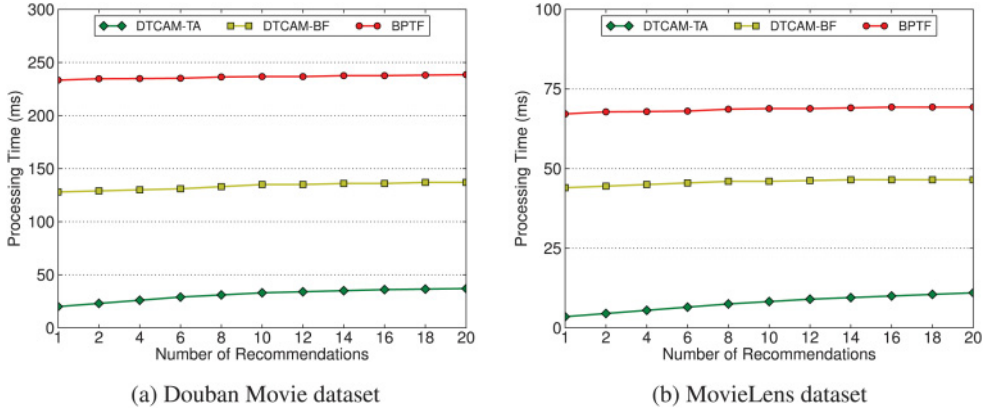 DTCAM-TA DTCAM-BF BPTF
Processing Time (ms)
300
250
200
150
100
50
0
1 2 4 6 8 10 12 14 16 18 20
Number of Recommendations
(a) Douban Movie dataset
DTCAM-TA DTCAM-BF BPTF
Processing Time (ms)
100
75
50
25
0
1 2 4 6 8 10 12 14 16 18 20
Number of Recommendations
(b) MovieLens dataset